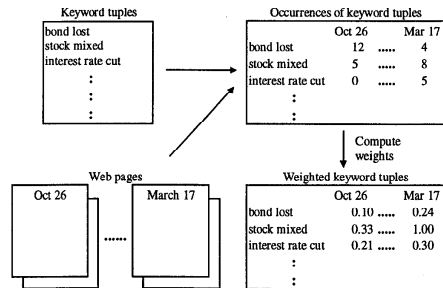 Keyword tuples
bond lost
stock mixed
interest rate cut
Occurrences of keyword tuples
Oct 26 Mar 17
bond lost 12 ..... 4
stock mixed 5 ..... 8
interest rate cut 0 ..... 5
Compute
weights
Web pages
Oct 26 ...... March 17
Weighted keyword tuples
Oct 26 Mar 17
bond lost 0.10 ..... 0.24
stock mixed 0.33 ..... 1.00
interest rate cut 0.21 ..... 0.30